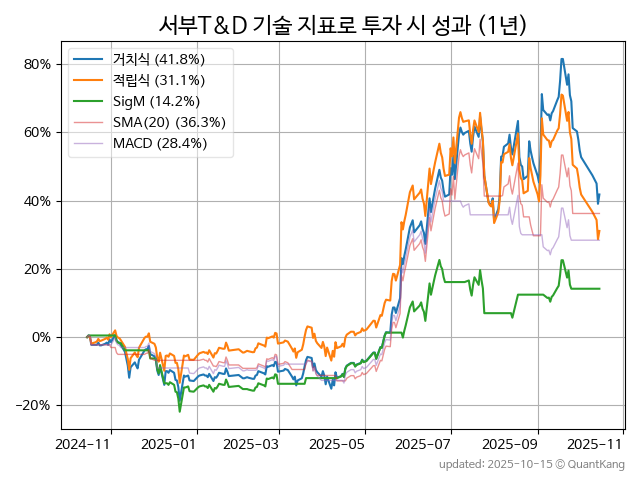 서부T&D 기술 지표로 투자 시 성과 (1년)
거치식 (41.8%)
적립식 (31.1%)
SigM (14.2%)
SMA(20) (36.3%)
MACD (28.4%)
80%
60%
40%
20%
0%
−20%
2024-11 2025-01 2025-03 2025-05 2025-07 2025-09 2025-11
updated: 2025-10-15 © QuantKang